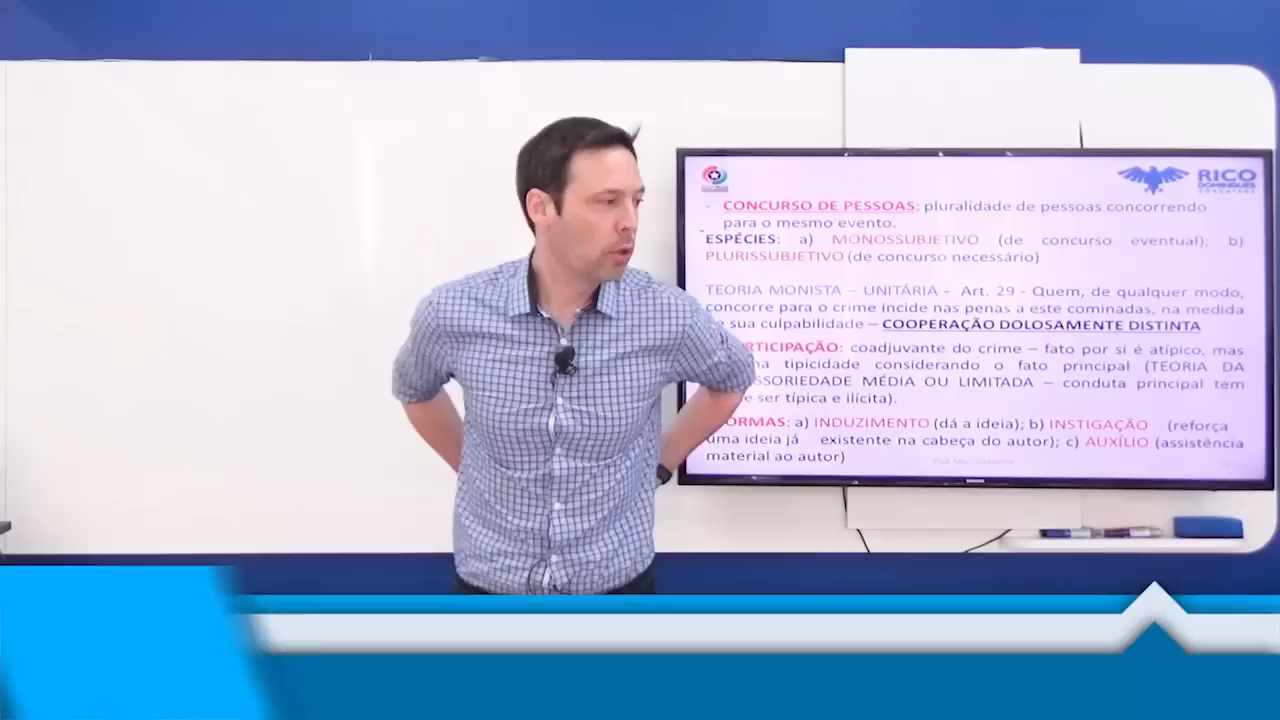 RICO
DOMINGUES
CONCURSOS
- CONCURSO DE PESSOAS: pluralidade de pessoas concorrendo
para o mesmo evento.
ESPÉCIES: a) MONOSSUBJETIVO (de concurso eventual); b)
PLURISSUBJETIVO (de concurso necessário)
TEORIA MONISTA – UNITÁRIA – Art. 29 - Quem, de qualquer modo,
concorre para o crime incide nas penas a este cominadas, na medida
sua culpabilidade – COOPERAÇÃO DOLOSAMENTE DISTINTA
RTICIPAÇÃO: coadjuvante do crime – fato por si é atípico, mas
tipicidade considerando o fato principal (TEORIA DA
SSORIEDADE MÉDIA OU LIMITADA – conduta principal tem
ser típica e ilícita).
ORMAS: a) INDUZIMENTO (dá a ideia); b) INSTIGAÇÃO (reforça
uma ideia já existente na cabeça do autor); c) AUXÍLIO (assistência
material ao autor)